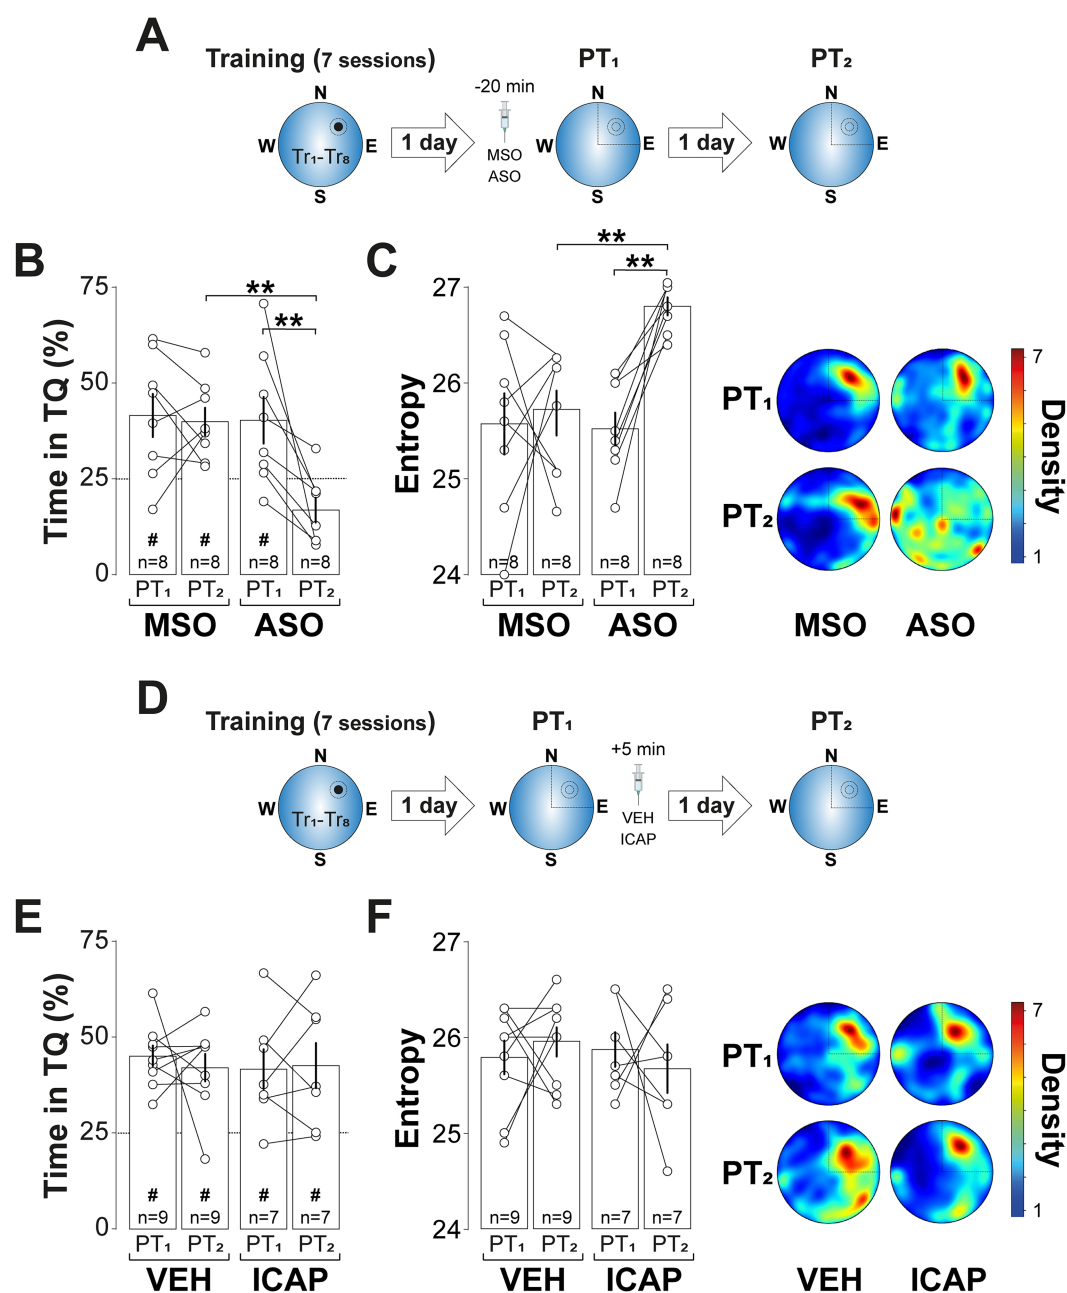 A
Training (7 sessions)
PT₁
PT₂
-20 min
N
N
N
W
Tr₁-Tr₈
E
1 day
MSO
ASO
W
E
1 day
W
E
S
S
S
B
75
50
25
0
Time in TQ (%)
**
**
#
#
#
n=8
n=8
n=8
n=8
PT₁
PT₂
PT₁
PT₂
MSO
ASO
C
27
26
25
24
Entropy
**
**
n=8
n=8
n=8
n=8
PT₁
PT₂
PT₁
PT₂
MSO
ASO
PT₁
PT₂
MSO
ASO
7
Density
1
D
Training (7 sessions)
PT₁
PT₂
+5 min
N
N
N
W
Tr₁-Tr₈
E
1 day
W
E
VEH
ICAP
1 day
W
E
S
S
S
E
75
50
25
0
Time in TQ (%)
#
#
#
#
n=9
n=9
n=7
n=7
PT₁
PT₂
PT₁
PT₂
VEH
ICAP
F
27
26
25
24
Entropy
n=9
n=9
n=7
n=7
PT₁
PT₂
PT₁
PT₂
VEH
ICAP
PT₁
PT₂
VEH
ICAP
7
Density
1